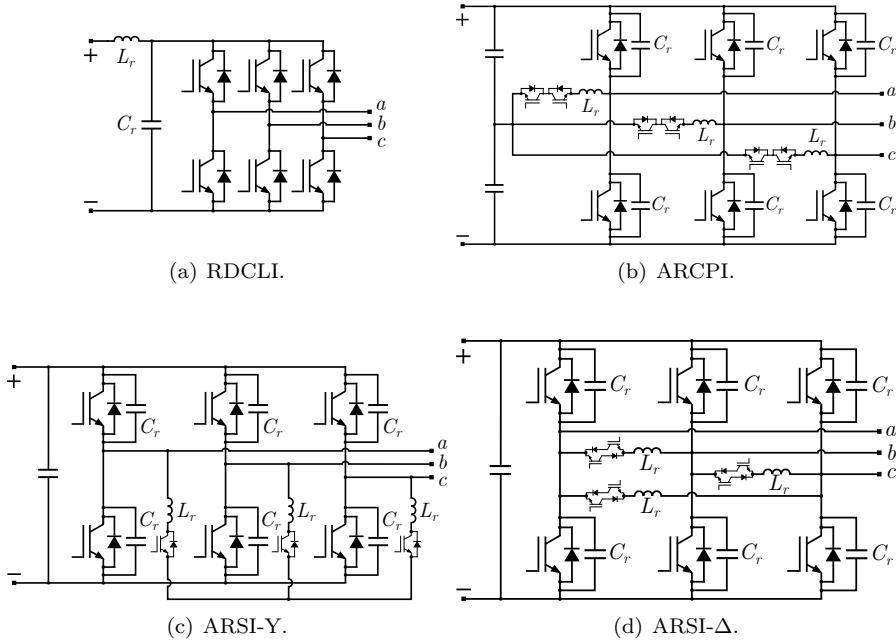 +
L_r
C_r
a
b
c
−
(a) RDCLI.
+
C_r C_r C_r
a
L_r
b
L_r
L_r
c
C_r C_r C_r
−
(b) ARCPI.
+
C_r C_r C_r
a
b
c
L_r L_r L_r
C_r C_r C_r
−
(c) ARSI-Y.
+
C_r C_r C_r
a
b
L_r
c
L_r
L_r
C_r C_r C_r
−
(d) ARSI-Δ.